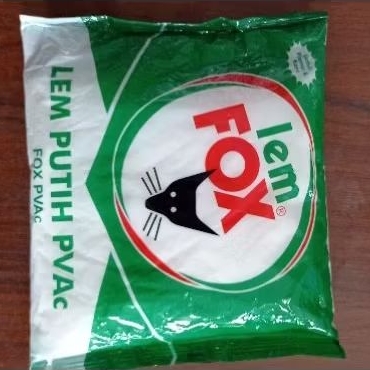 lem
FOX®
LEM PUTIH PVAc
FOX PVAc